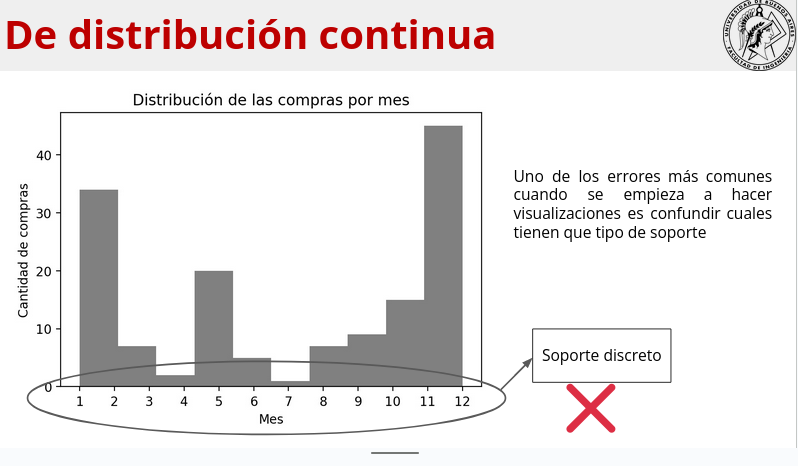 De distribución continua
UNIVERSIDAD DE BUENOS AIRES
FACULTAD DE INGENIERIA
Distribución de las compras por mes
Cantidad de compras
40
30
20
10
0
1 2 3 4 5 6 7 8 9 10 11 12
Mes
Uno de los errores más comunes
cuando se empieza a hacer
visualizaciones es confundir cuales
tienen que tipo de soporte
Soporte discreto